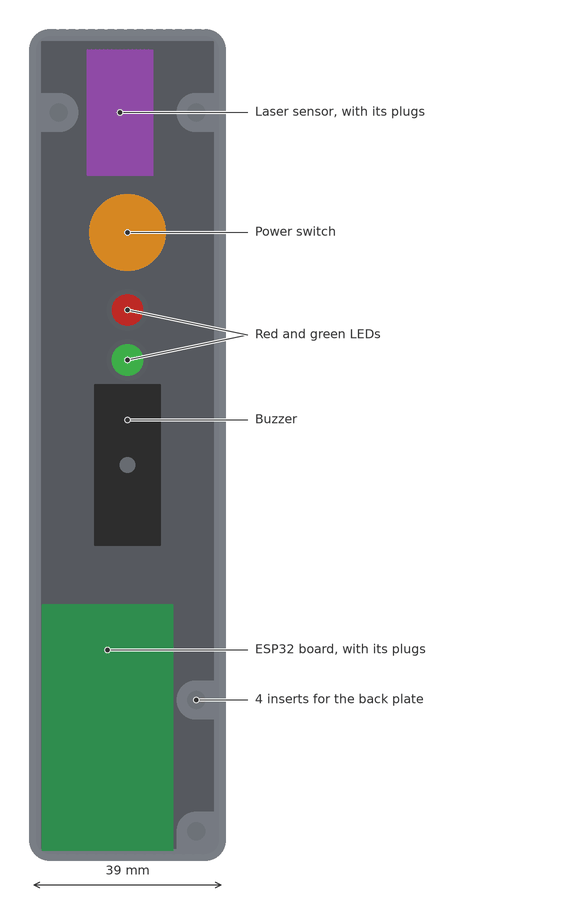 Laser sensor, with its plugs
Power switch
Red and green LEDs
Buzzer
ESP32 board, with its plugs
4 inserts for the back plate
39 mm